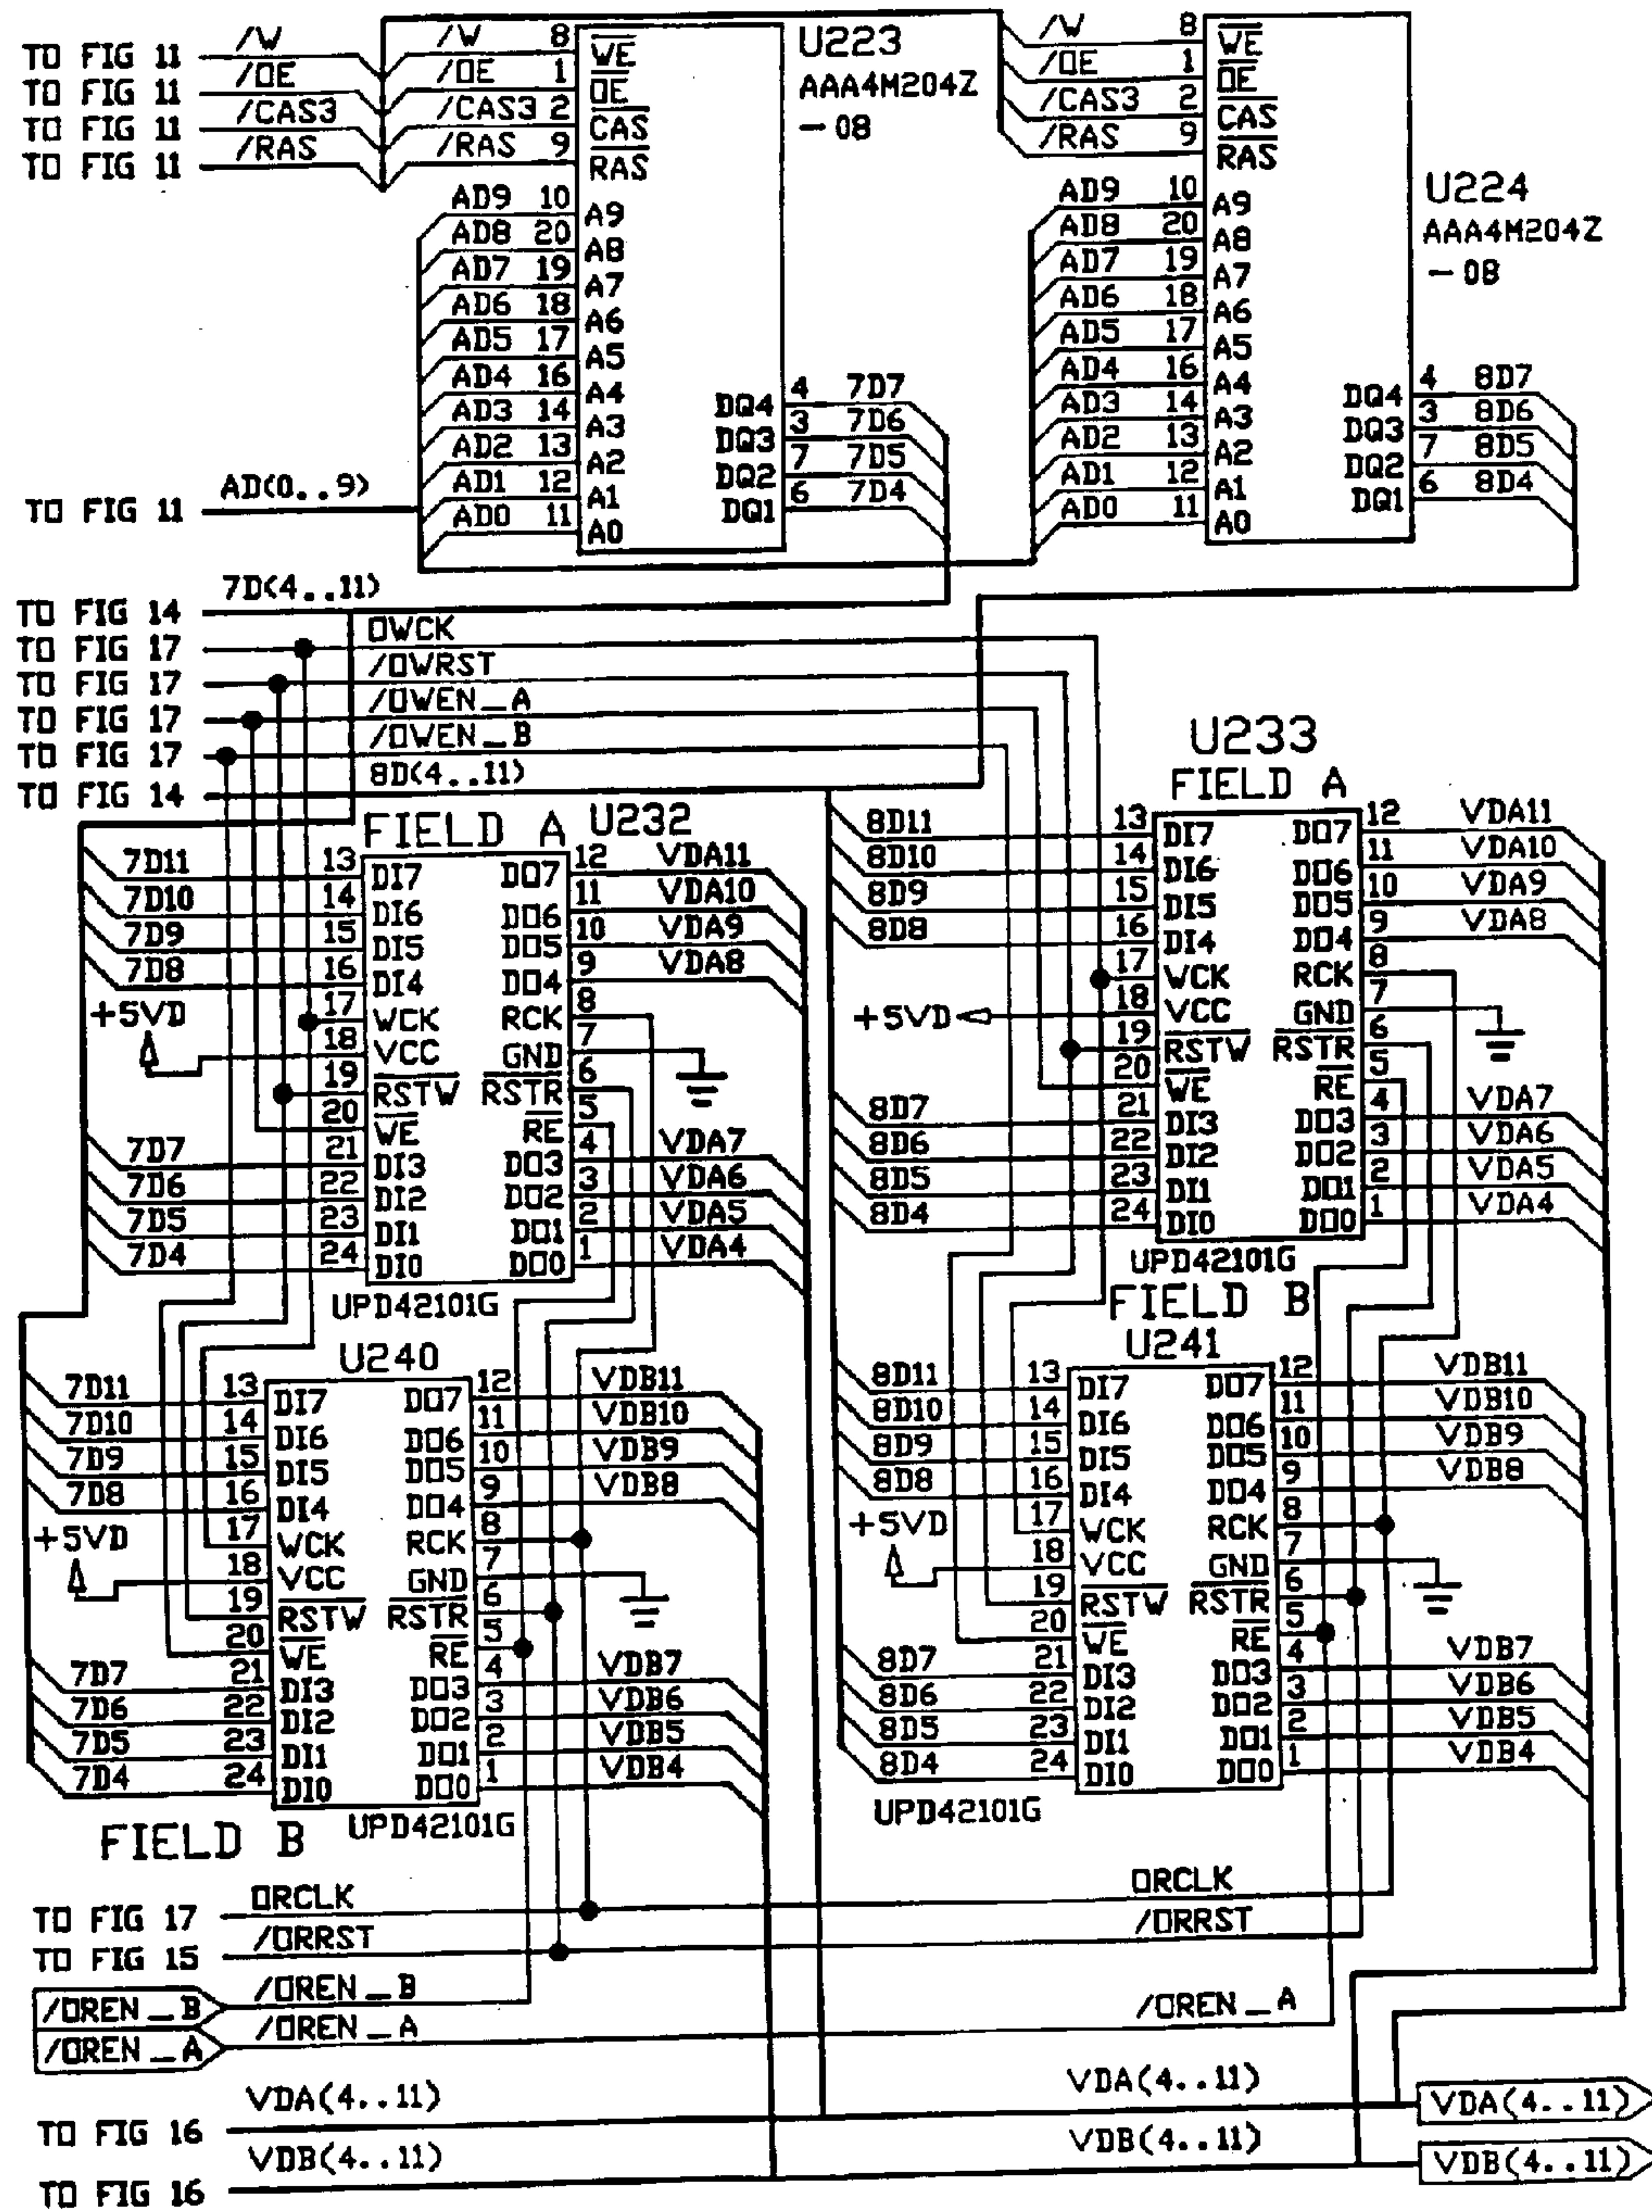 TO FIG 11 /W
TO FIG 11 /OE
TO FIG 11 /CAS3
TO FIG 11 /RAS
/W 8 WE
/OE 1 OE
/CAS3 2 CAS
/RAS 9 RAS
AD9 10 A9
AD8 20 A8
AD7 19 A7
AD6 18 A6
AD5 17 A5
AD4 16 A4
AD3 14 A3
AD2 13 A2
AD1 12 A1
AD0 11 A0
U223
AAA4M204Z
-08
DQ4 4 7D7
DQ3 3 7D6
DQ2 7 7D5
DQ1 6 7D4
/W 8 WE
/OE 1 OE
/CAS3 2 CAS
/RAS 9 RAS
AD9 10 A9
AD8 20 A8
AD7 19 A7
AD6 18 A6
AD5 17 A5
AD4 16 A4
AD3 14 A3
AD2 13 A2
AD1 12 A1
AD0 11 A0
U224
AAA4M204Z
-08
DQ4 4 8D7
DQ3 3 8D6
DQ2 7 8D5
DQ1 6 8D4
TO FIG 11 AD(0..9)
TO FIG 14 7D(4..11)
TO FIG 17 OWCK
TO FIG 17 /OWRST
TO FIG 17 /OWEN_A
TO FIG 17 /OWEN_B
TO FIG 14 8D(4..11)
FIELD A U232
7D11 13 DI7 DO7 12 VDA11
7D10 14 DI6 DO6 11 VDA10
7D9 15 DI5 DO5 10 VDA9
7D8 16 DI4 DO4 9 VDA8
17 WCK RCK 8
+5VD 18 VCC GND 7
19 RSTW RSTR 6
20 WE RE 5
7D7 21 DI3 DO3 4 VDA7
7D6 22 DI2 DO2 3 VDA6
7D5 23 DI1 DO1 2 VDA5
7D4 24 DI0 DO0 1 VDA4
UPD42101G
U233
FIELD A
8D11 13 DI7 DO7 12 VDA11
8D10 14 DI6 DO6 11 VDA10
8D9 15 DI5 DO5 10 VDA9
8D8 16 DI4 DO4 9 VDA8
17 WCK RCK 8
+5VD 18 VCC GND 7
19 RSTW RSTR 6
20 WE RE 5
8D7 21 DI3 DO3 4 VDA7
8D6 22 DI2 DO2 3 VDA6
8D5 23 DI1 DO1 2 VDA5
8D4 24 DI0 DO0 1 VDA4
UPD42101G
U240
7D11 13 DI7 DO7 12 VDB11
7D10 14 DI6 DO6 11 VDB10
7D9 15 DI5 DO5 10 VDB9
7D8 16 DI4 DO4 9 VDB8
17 WCK RCK 8
+5VD 18 VCC GND 7
19 RSTW RSTR 6
20 WE RE 5
7D7 21 DI3 DO3 4 VDB7
7D6 22 DI2 DO2 3 VDB6
7D5 23 DI1 DO1 2 VDB5
7D4 24 DI0 DO0 1 VDB4
FIELD B UPD42101G
FIELD B
U241
8D11 13 DI7 DO7 12 VDB11
8D10 14 DI6 DO6 11 VDB10
8D9 15 DI5 DO5 10 VDB9
8D8 16 DI4 DO4 9 VDB8
17 WCK RCK 8
+5VD 18 VCC GND 7
19 RSTW RSTR 6
20 WE RE 5
8D7 21 DI3 DO3 4 VDB7
8D6 22 DI2 DO2 3 VDB6
8D5 23 DI1 DO1 2 VDB5
8D4 24 DI0 DO0 1 VDB4
UPD42101G
TO FIG 17 ORCLK ORCLK
TO FIG 15 /ORRST /ORRST
/OREN_B /OREN_B
/OREN_A /OREN_A /OREN_A
TO FIG 16 VDA(4..11) VDA(4..11) VDA(4..11)
TO FIG 16 VDB(4..11) VDB(4..11) VDB(4..11)